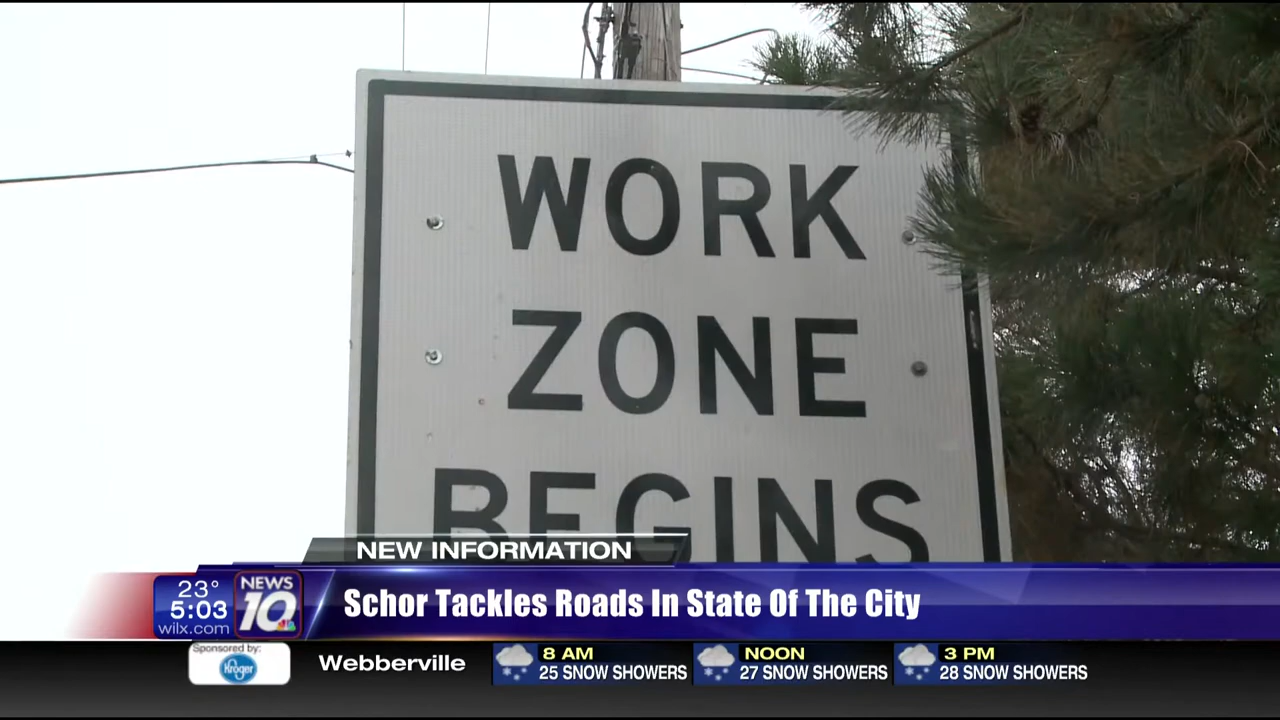 WORK
ZONE
BEGINS
NEW INFORMATION
23°
5:03
wilx.com
NEWS
10
Schor Tackles Roads In State Of The City
Sponsored by:
Kroger
Webberville
8 AM
25 SNOW SHOWERS
NOON
27 SNOW SHOWERS
3 PM
28 SNOW SHOWERS